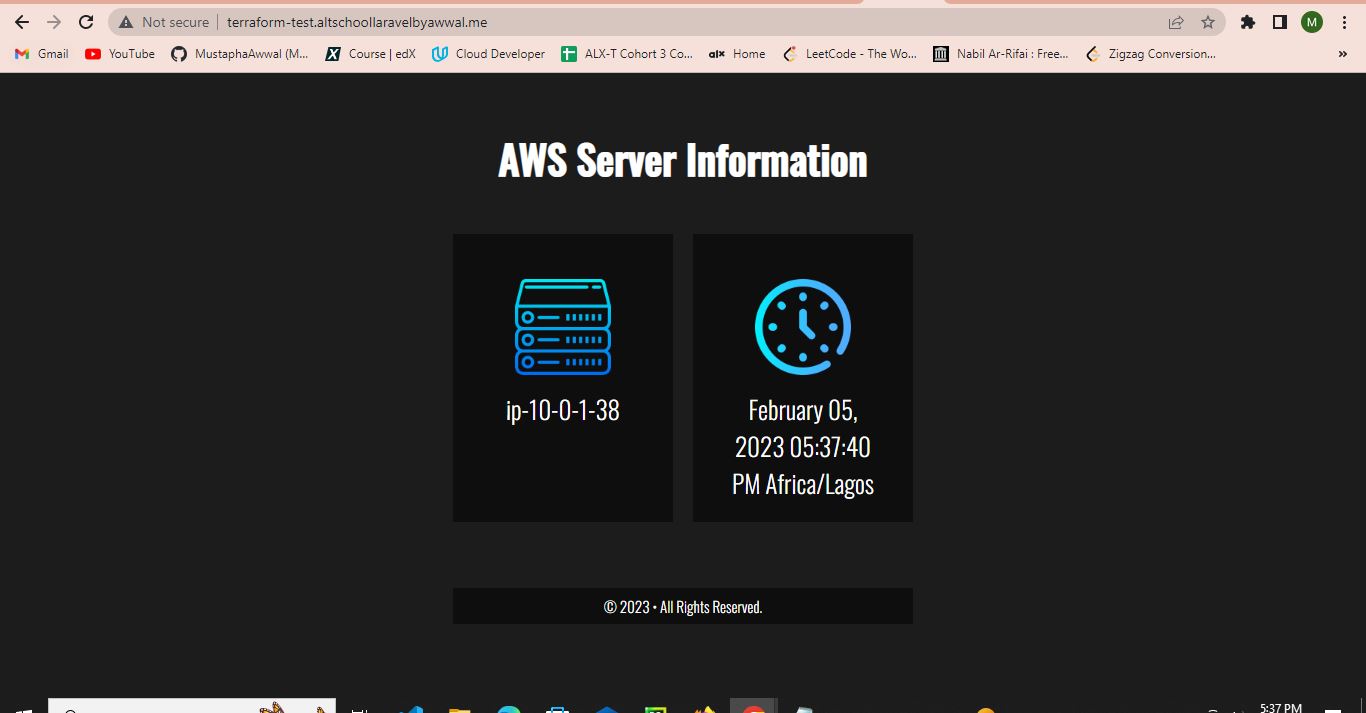 Not secure terraform-test.altschoollaravelbyawwal.me M
Gmail YouTube MustaphaAwwal (M... Course | edX Cloud Developer ALX-T Cohort 3 Co... alx Home LeetCode - The Wo... Nabil Ar-Rifai : Free... Zigzag Conversion... »
AWS Server Information
ip-10-0-1-38
February 05,
2023 05:37:40
PM Africa/Lagos
© 2023 • All Rights Reserved.
5:37 PM